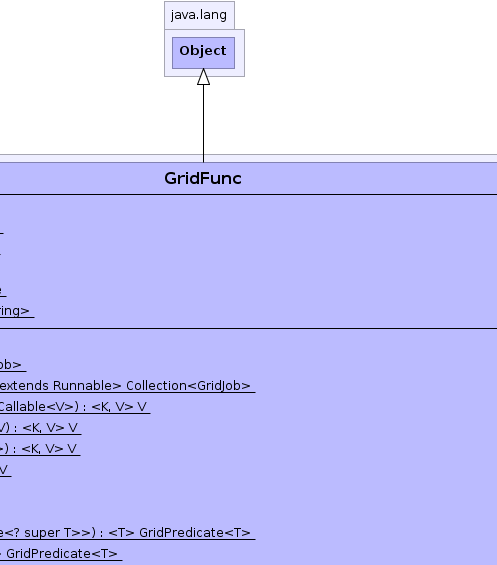 java.lang
Object
GridFunc
ring>
ob>
extends Runnable> Collection<GridJob>
Callable<V>) : <K, V> V
V) : <K, V> V
>) : <K, V> V
V
e<? super T>>) : <T> GridPredicate<T>
> GridPredicate<T>